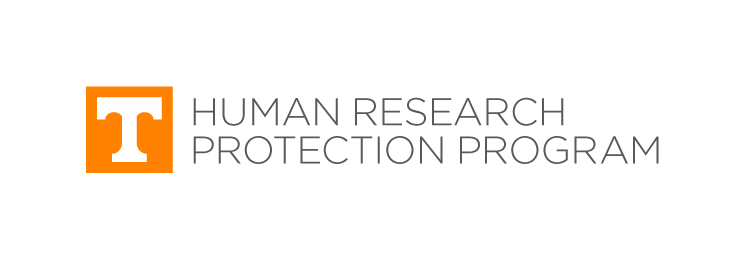 T HUMAN RESEARCH
PROTECTION PROGRAM